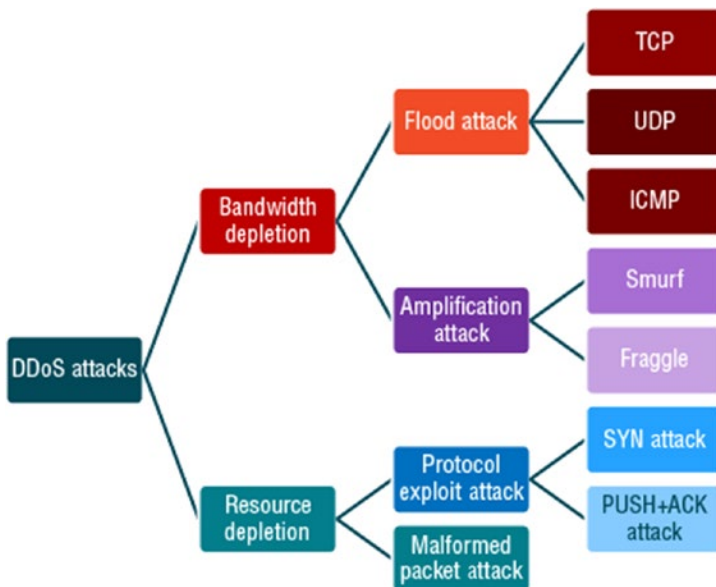 DDoS attacks
Bandwidth
depletion
Flood attack
TCP
UDP
ICMP
Amplification
attack
Smurf
Fraggle
Resource
depletion
Protocol
exploit attack
SYN attack
PUSH+ACK
attack
Malformed
packet attack